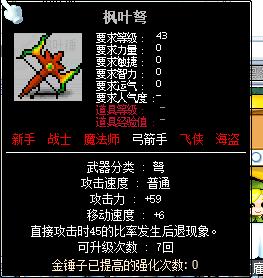 枫叶弩
要求等级： 43
要求力量： 0
要求敏捷： 0
要求智力： 0
要求运气： 0
要求人气度： -
道具等级： -
道具经验值： -
新手 战士 魔法师 弓箭手 飞侠 海盗
武器分类 : 弩
攻击速度 : 普通
攻击力 : +59
移动速度 : +6
直接攻击时45的比率发生后退现象。
可升级次数 : 7回
金锤子已提高的强化次数: 0